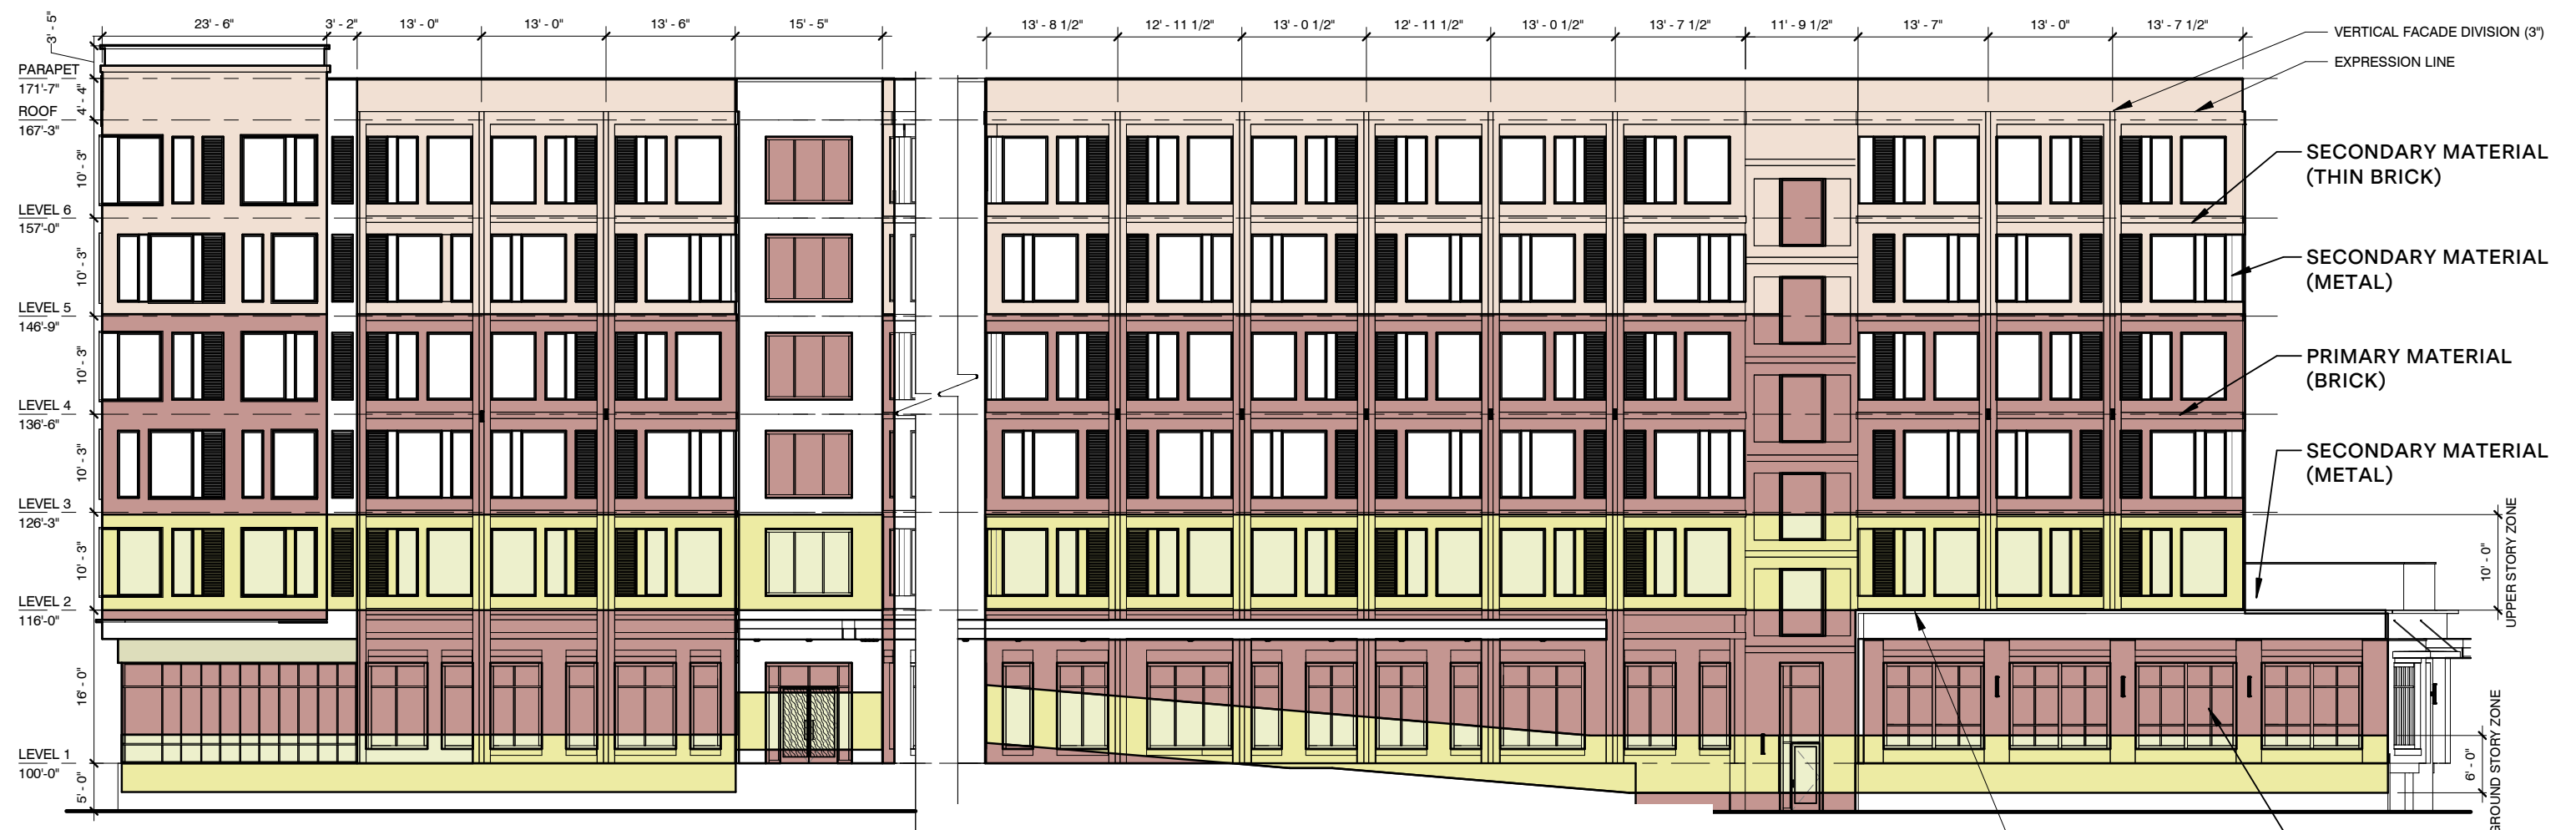 3' - 5"
23' - 6"
3' - 2"
13' - 0"
13' - 0"
13' - 6"
15' - 5"
13' - 8 1/2"
12' - 11 1/2"
13' - 0 1/2"
12' - 11 1/2"
13' - 0 1/2"
13' - 7 1/2"
11' - 9 1/2"
13' - 7"
13' - 0"
13' - 7 1/2"
VERTICAL FACADE DIVISION (3")
EXPRESSION LINE
PARAPET
171'-7"
4' - 4"
ROOF
167'-3"
10' - 3"
SECONDARY MATERIAL
(THIN BRICK)
LEVEL 6
157'-0"
10' - 3"
SECONDARY MATERIAL
(METAL)
LEVEL 5
146'-9"
10' - 3"
PRIMARY MATERIAL
(BRICK)
LEVEL 4
136'-6"
10' - 3"
SECONDARY MATERIAL
(METAL)
LEVEL 3
126'-3"
10' - 3"
10' - 0"
UPPER STORY ZONE
LEVEL 2
116'-0"
16' - 0"
LEVEL 1
100'-0"
5' - 0"
6' - 0"
GROUND STORY ZONE